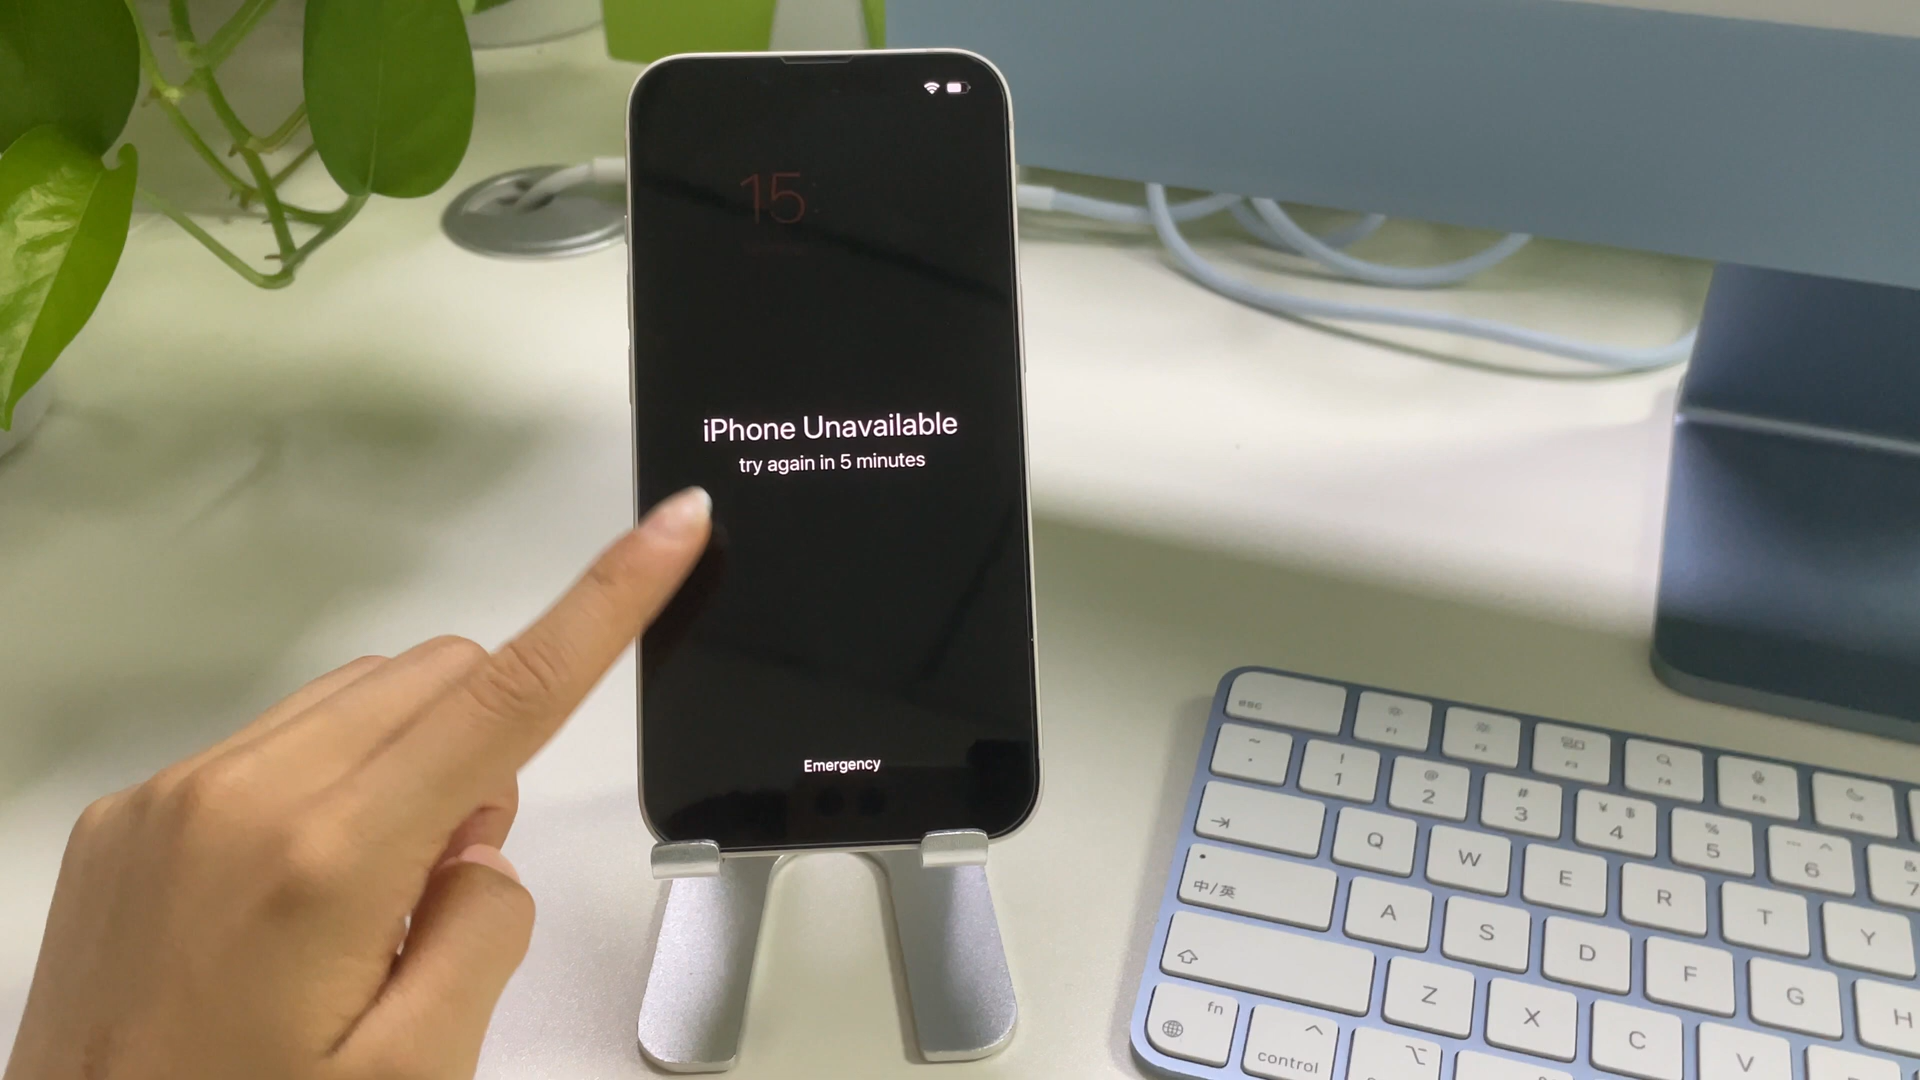 15:
iPhone Unavailable
try again in 5 minutes
Emergency
esc
F1
F2
F3
F4
F5
F6
~
!
1
@
2
#
3
¥ $
4
%
5
^
6
&
7
Q
W
E
R
T
Y
中/英
A
S
D
F
G
H
Z
X
C
V
fn
control